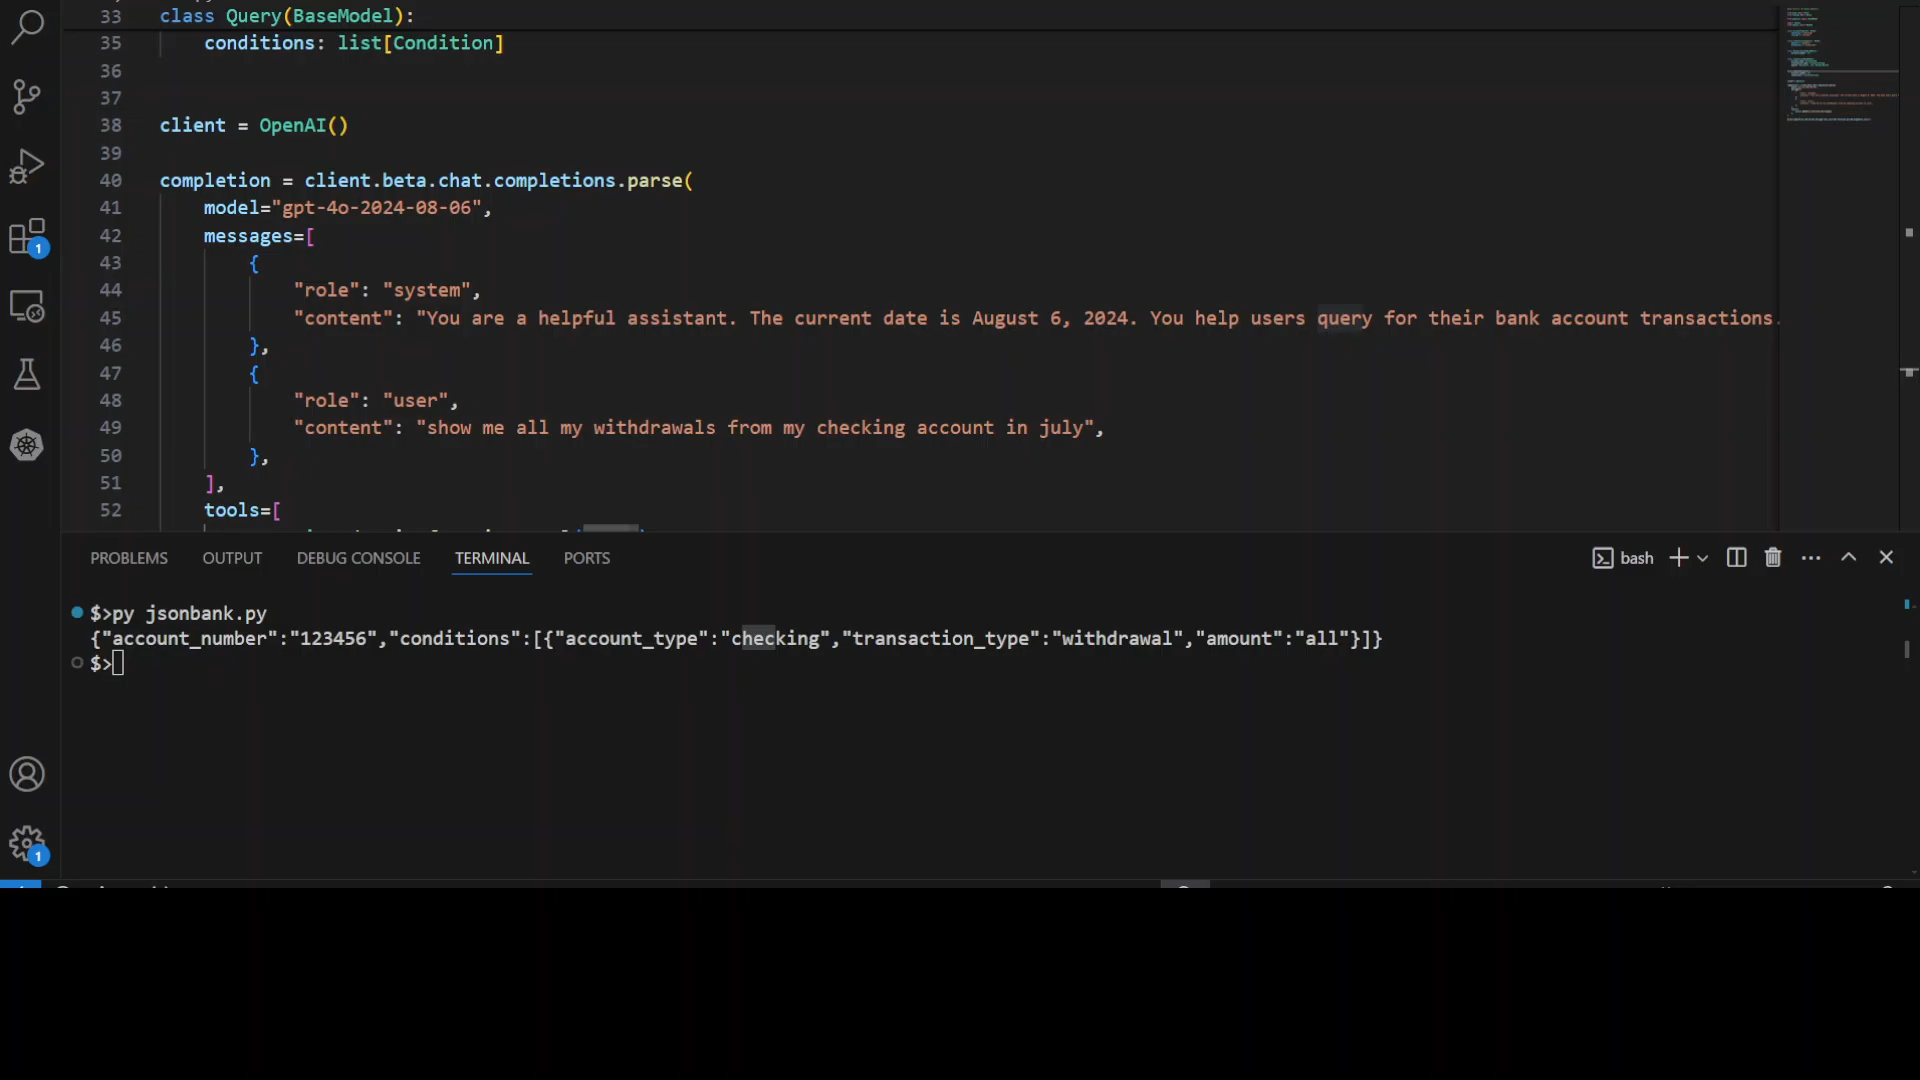 33 class Query(BaseModel):
35 conditions: list[Condition]
36
37
38 client = OpenAI()
39
40 completion = client.beta.chat.completions.parse(
41 model="gpt-4o-2024-08-06",
42 messages=[
43 {
44 "role": "system",
45 "content": "You are a helpful assistant. The current date is August 6, 2024. You help users query for their bank account transactions.
46 },
47 {
48 "role": "user",
49 "content": "show me all my withdrawals from my checking account in july",
50 },
51 ],
52 tools=[
1
PROBLEMS OUTPUT DEBUG CONSOLE TERMINAL PORTS bash
$>py jsonbank.py
{"account_number":"123456","conditions":[{"account_type":"checking","transaction_type":"withdrawal","amount":"all"}]}
$>
1